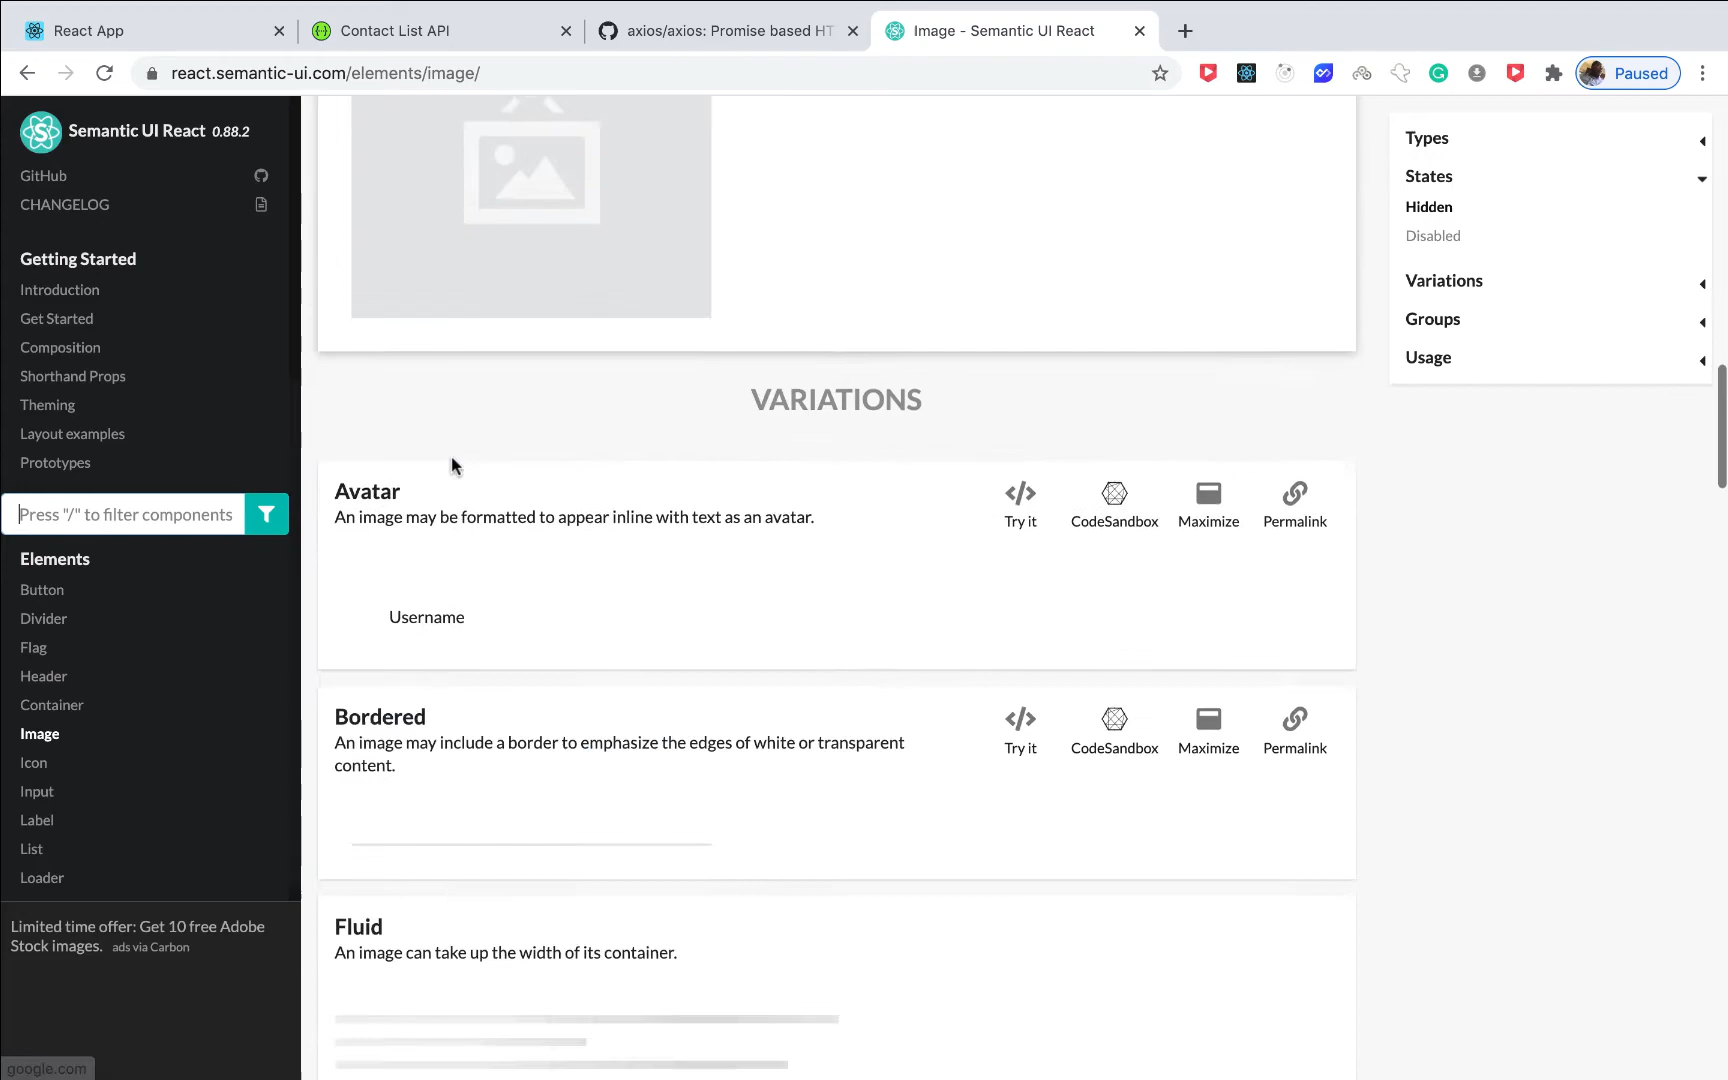 React App
Contact List API
axios/axios: Promise based HT
Image - Semantic UI React
react.semantic-ui.com/elements/image/
Paused
Semantic UI React 0.88.2
GitHub
CHANGELOG
Getting Started
Introduction
Get Started
Composition
Shorthand Props
Theming
Layout examples
Prototypes
Press "/" to filter components
Elements
Button
Divider
Flag
Header
Container
Image
Icon
Input
Label
List
Loader
Limited time offer: Get 10 free Adobe
Stock images. ads via Carbon
google.com
VARIATIONS
Avatar
An image may be formatted to appear inline with text as an avatar.
Try it
CodeSandbox
Maximize
Permalink
Username
Bordered
An image may include a border to emphasize the edges of white or transparent
content.
Try it
CodeSandbox
Maximize
Permalink
Fluid
An image can take up the width of its container.
Types
States
Hidden
Disabled
Variations
Groups
Usage